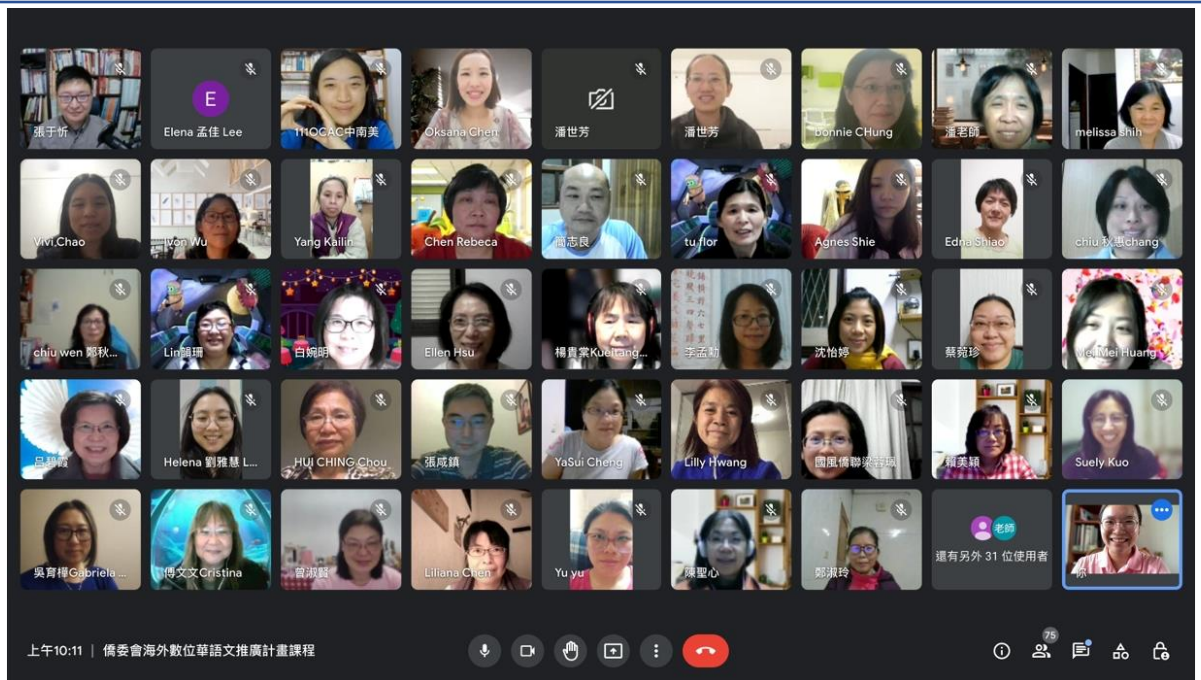 張于忻
E
Elena 孟佳 Lee
111OCAC中南美
Oksana Chen
潘世芳
潘世芳
bonnie CHung
潘老師
melissa shih
Vivi Chao
Ivon Wu
Yang Kailin
Chen Rebeca
簡志良
tu flor
Agnes Shie
Edna Shiao
chiu 秋惠chang
chiu wen 鄭秋...
Lin韻珊
白婉明
Ellen Hsu
楊貴棠Kueitang...
李孟勳
沈怡婷
蔡菀珍
Mei Mei Huang
呂碧霞
Helena 劉雅慧 L...
HUI CHING Chou
張咸鎮
YaSui Cheng
Lilly Hwang
國風僑聯梁
賴美穎
Suely Kuo
吳育樺Gabriela ...
傅文文Cristina
曾淑賢
Liliana Chen
Yu yu
陳聖心
鄭淑玲
老師
還有另外 31 位使用者
你
上午10:11 | 僑委會海外數位華語文推廣計畫課程
75